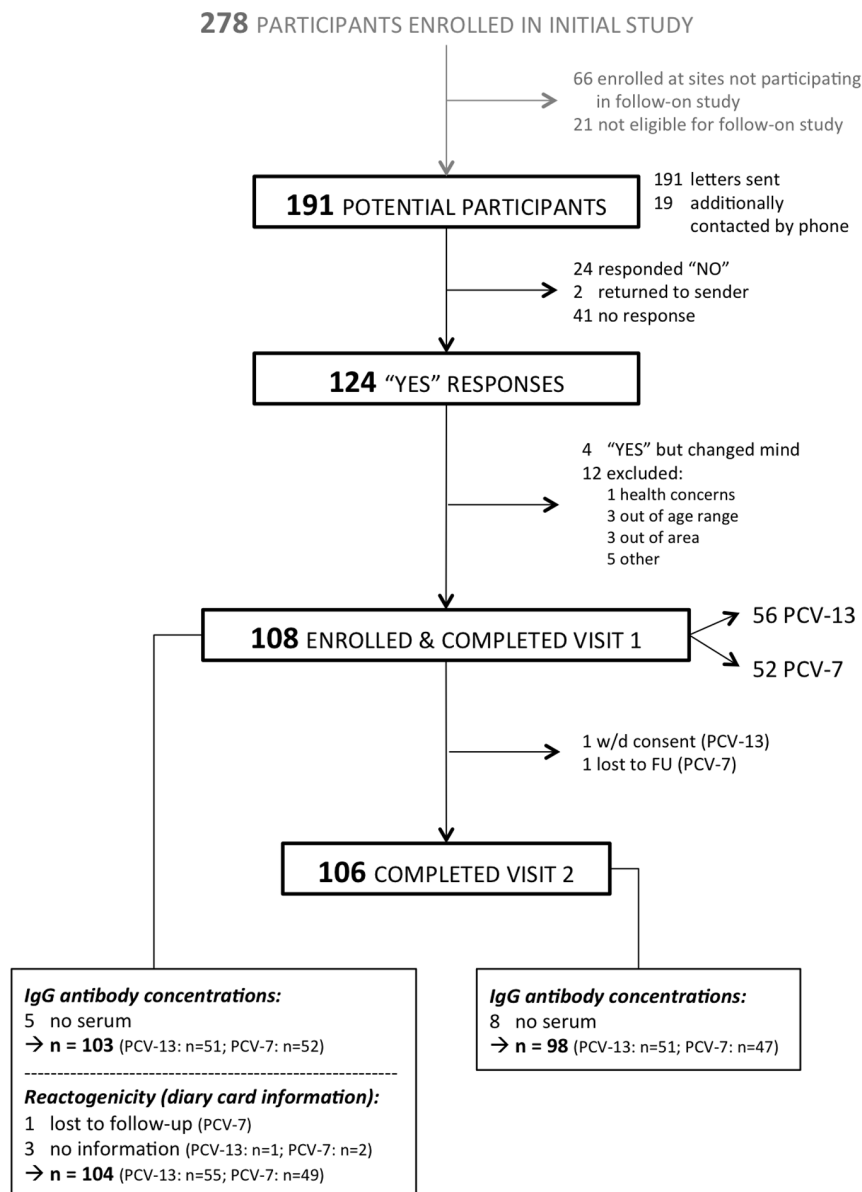 278 PARTICIPANTS ENROLLED IN INITIAL STUDY
66 enrolled at sites not participating
in follow-on study
21 not eligible for follow-on study
191 POTENTIAL PARTICIPANTS
191 letters sent
19 additionally
contacted by phone
24 responded “NO”
2 returned to sender
41 no response
124 “YES” RESPONSES
4 “YES” but changed mind
12 excluded:
1 health concerns
3 out of age range
3 out of area
5 other
108 ENROLLED & COMPLETED VISIT 1
56 PCV-13
52 PCV-7
1 w/d consent (PCV-13)
1 lost to FU (PCV-7)
106 COMPLETED VISIT 2
IgG antibody concentrations:
5 no serum
→ n = 103 (PCV-13: n=51; PCV-7: n=52)
Reactogenicity (diary card information):
1 lost to follow-up (PCV-7)
3 no information (PCV-13: n=1; PCV-7: n=2)
→ n = 104 (PCV-13: n=55; PCV-7: n=49)
IgG antibody concentrations:
8 no serum
→ n = 98 (PCV-13: n=51; PCV-7: n=47)